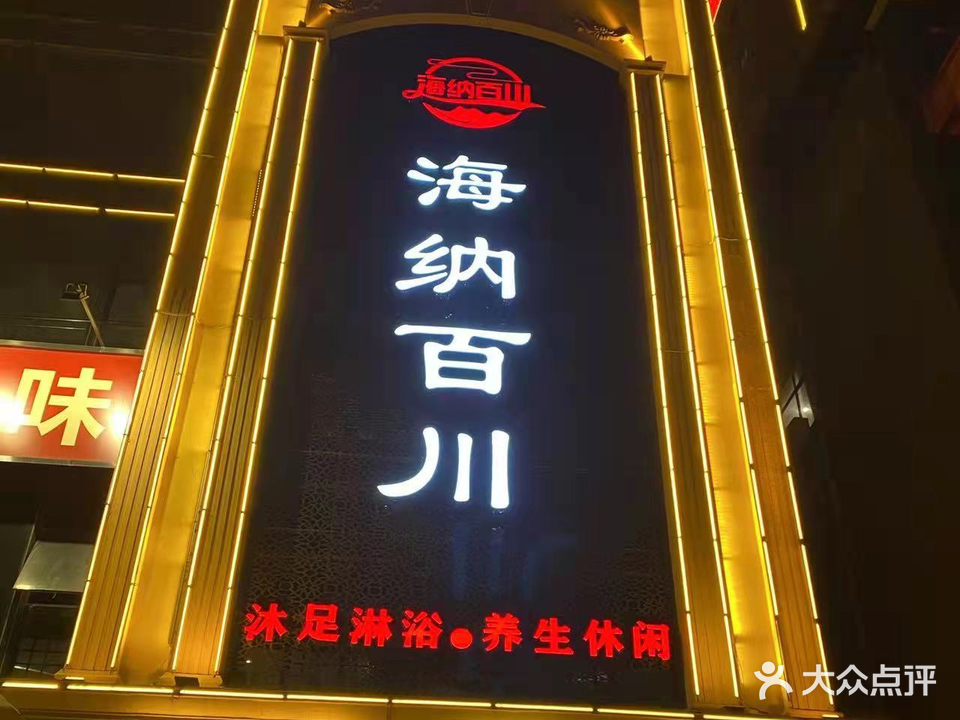 海纳百川
海纳百川
味
沐足淋浴●养生休闲
大众点评